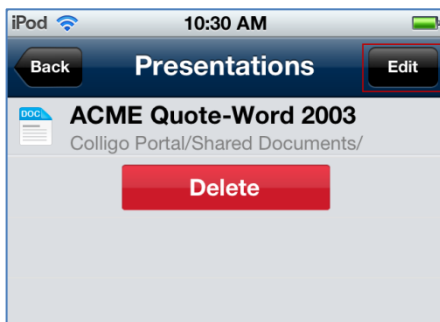 iPod 10:30 AM
Back Presentations Edit
DOC
ACME Quote-Word 2003
Colligo Portal/Shared Documents/
Delete